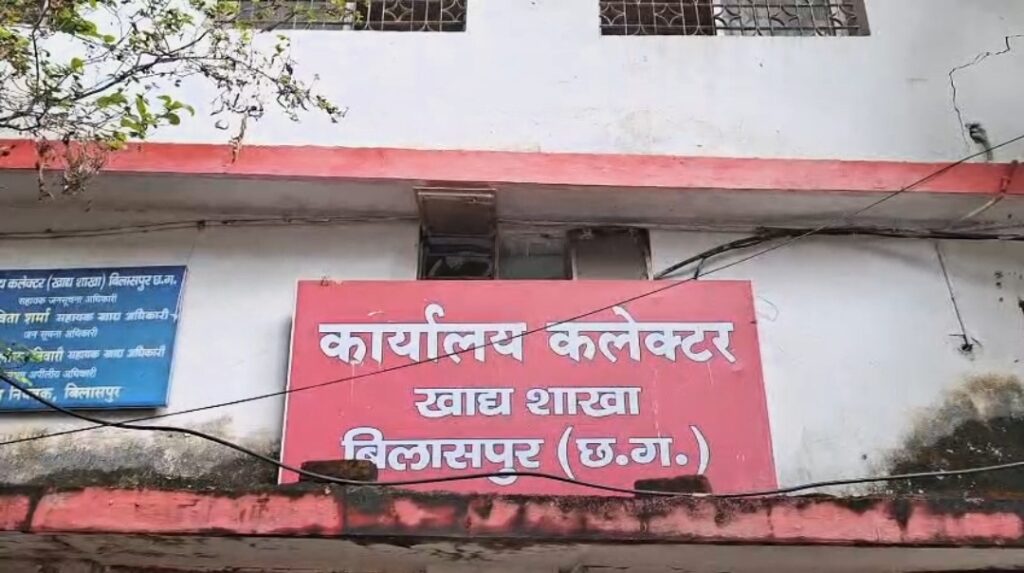 कार्यालय कलेक्टर
खाद्य शाखा
बिलासपुर (छ.ग.)
कलेक्टर (खाद्य शाखा) बिलासपुर छ.ग.
सहायक जनसूचना अधिकारी
शर्मा सहायक खाद्य अधिकारी
जन सूचना अधिकारी
सहायक खाद्य अधिकारी
अपीलीय अधिकारी
बिलासपुर